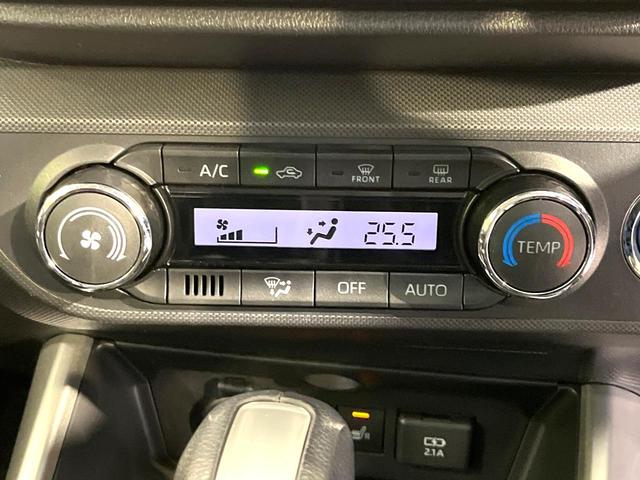 A/C
FRONT
REAR
25.5
TEMP
OFF
AUTO
R
2.1A